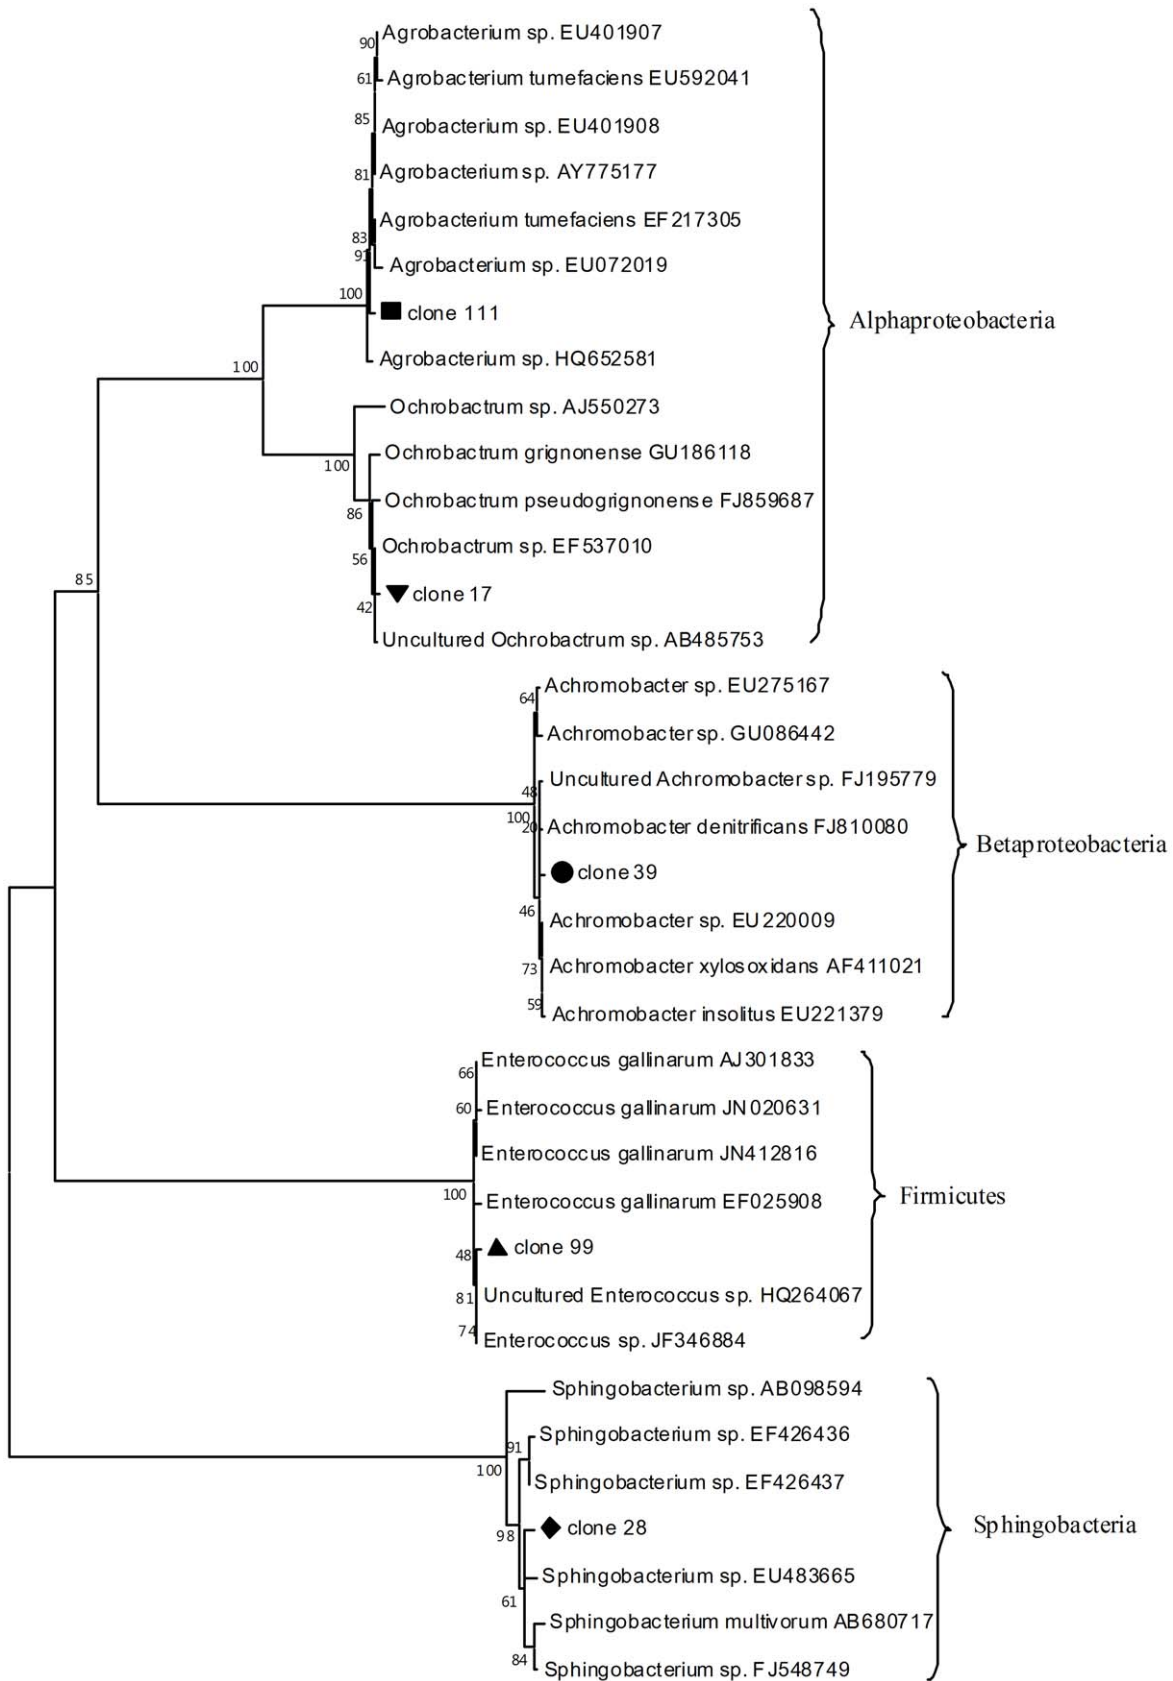 Agrobacterium sp. EU401907
90
61
Agrobacterium tumefaciens EU592041
85
Agrobacterium sp. EU401908
81
Agrobacterium sp. AY775177
Agrobacterium tumefaciens EF217305
83
91
Agrobacterium sp. EU072019
100
clone 111
Alphaproteobacteria
Agrobacterium sp. HQ652581
100
Ochrobactrum sp. AJ550273
Ochrobactrum grignonense GU186118
100
Ochrobactrum pseudogrignonense FJ859687
86
Ochrobactrum sp. EF537010
56
85
clone 17
42
Uncultured Ochrobactrum sp. AB485753
Achromobacter sp. EU275167
64
Achromobacter sp. GU086442
Uncultured Achromobacter sp. FJ195779
48
100
20
Achromobacter denitrificans FJ810080
Betaproteobacteria
clone 39
46
Achromobacter sp. EU220009
73
Achromobacter xylosoxidans AF411021
59
Achromobacter insolitus EU221379
Enterococcus gallinarum AJ301833
66
60
Enterococcus gallinarum JN020631
Enterococcus gallinarum JN412816
100
Enterococcus gallinarum EF025908
Firmicutes
clone 99
48
81
Uncultured Enterococcus sp. HQ264067
74
Enterococcus sp. JF346884
Sphingobacterium sp. AB098594
Sphingobacterium sp. EF426436
91
100
Sphingobacterium sp. EF426437
clone 28
Sphingobacteria
98
Sphingobacterium sp. EU483665
61
Sphingobacterium multivorum AB680717
84
Sphingobacterium sp. FJ548749